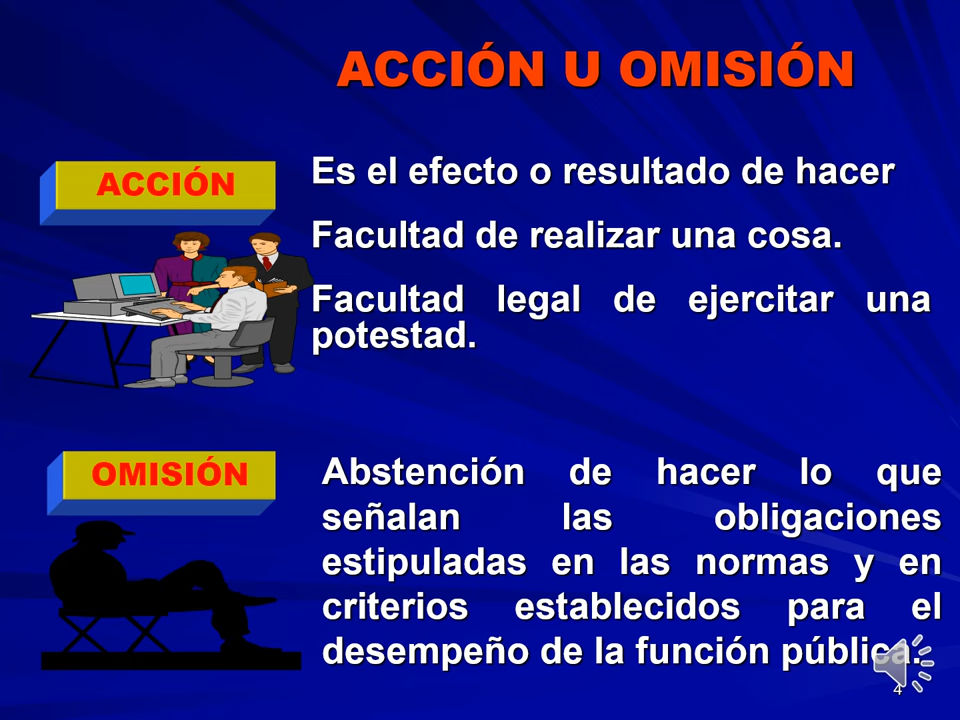 ACCIÓN U OMISIÓN
ACCIÓN
Es el efecto o resultado de hacer
Facultad de realizar una cosa.
Facultad legal de ejercitar una
potestad.
OMISIÓN
Abstención de hacer lo que
señalan las obligaciones
estipuladas en las normas y en
criterios establecidos para el
desempeño de la función pública.
4